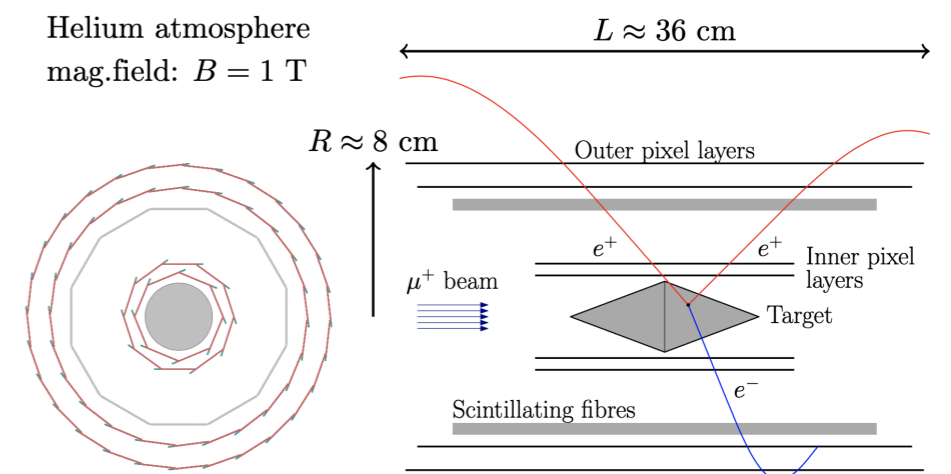 Helium atmosphere
mag.field: B = 1 T
L ≈ 36 cm
R ≈ 8 cm
Outer pixel layers
e⁺
e⁺
Inner pixel
layers
μ⁺ beam
Target
e⁻
Scintillating fibres